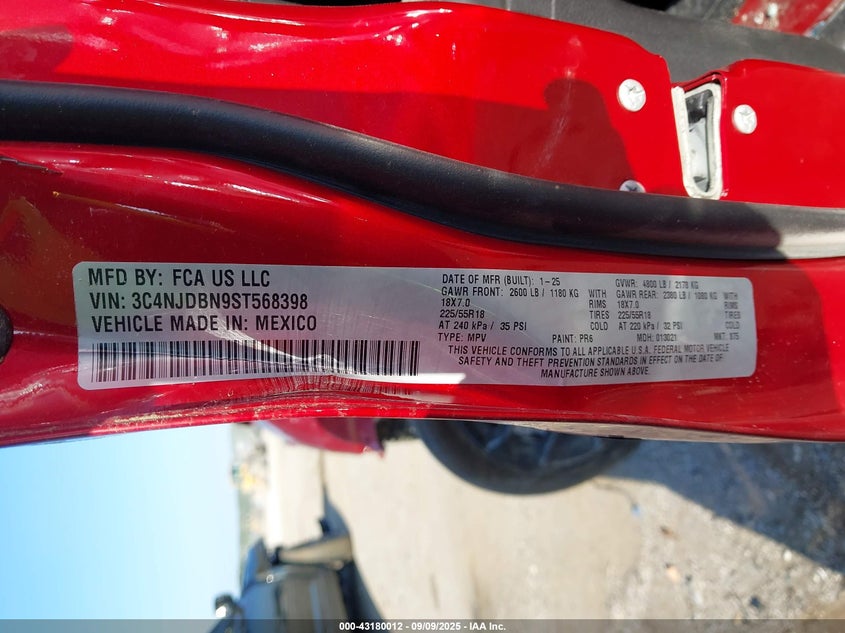 MFD BY: FCA US LLC
VIN: 3C4NJDBN9ST568398
VEHICLE MADE IN: MEXICO
DATE OF MFR (BUILT): 1-25
GAWR FRONT: 2600 LB / 1180 KG
18X7.0 RIMS
225/55R18 TIRES
AT 240 kPa / 35 PSI COLD
TYPE: MPV
GVWR: 4800 LB / 2178 KG
GAWR REAR: 2380 LB / 1080 KG
18X7.0 RIMS
225/55R18 TIRES
AT 220 kPa / 32 PSI COLD
PAINT: PR6 MDH: 013021 MKT: 875
THIS VEHICLE CONFORMS TO ALL APPLICABLE U.S.A. FEDERAL MOTOR VEHICLE
SAFETY AND THEFT PREVENTION STANDARDS IN EFFECT ON THE DATE OF
MANUFACTURE SHOWN ABOVE.
000-43180012 - 09/09/2025 - IAA Inc.